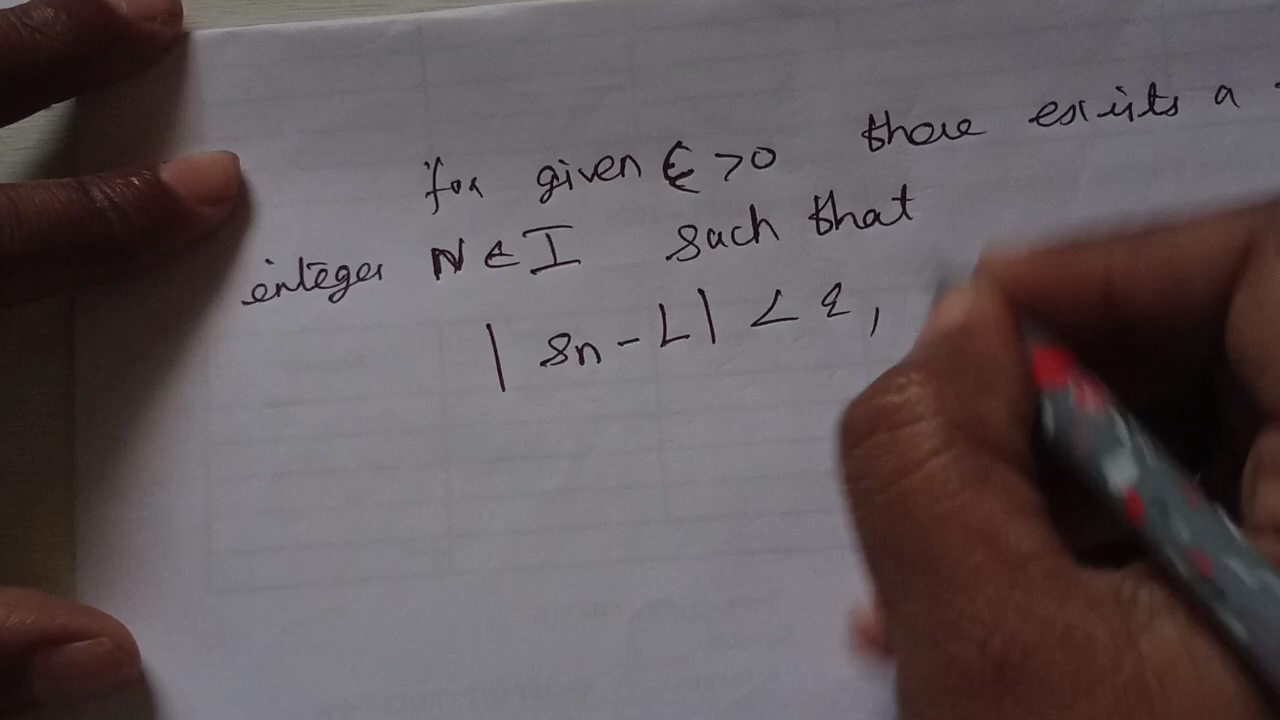 for given ε >0 there exists a
integer N ∈ I such that
| sn - L | < ε ,